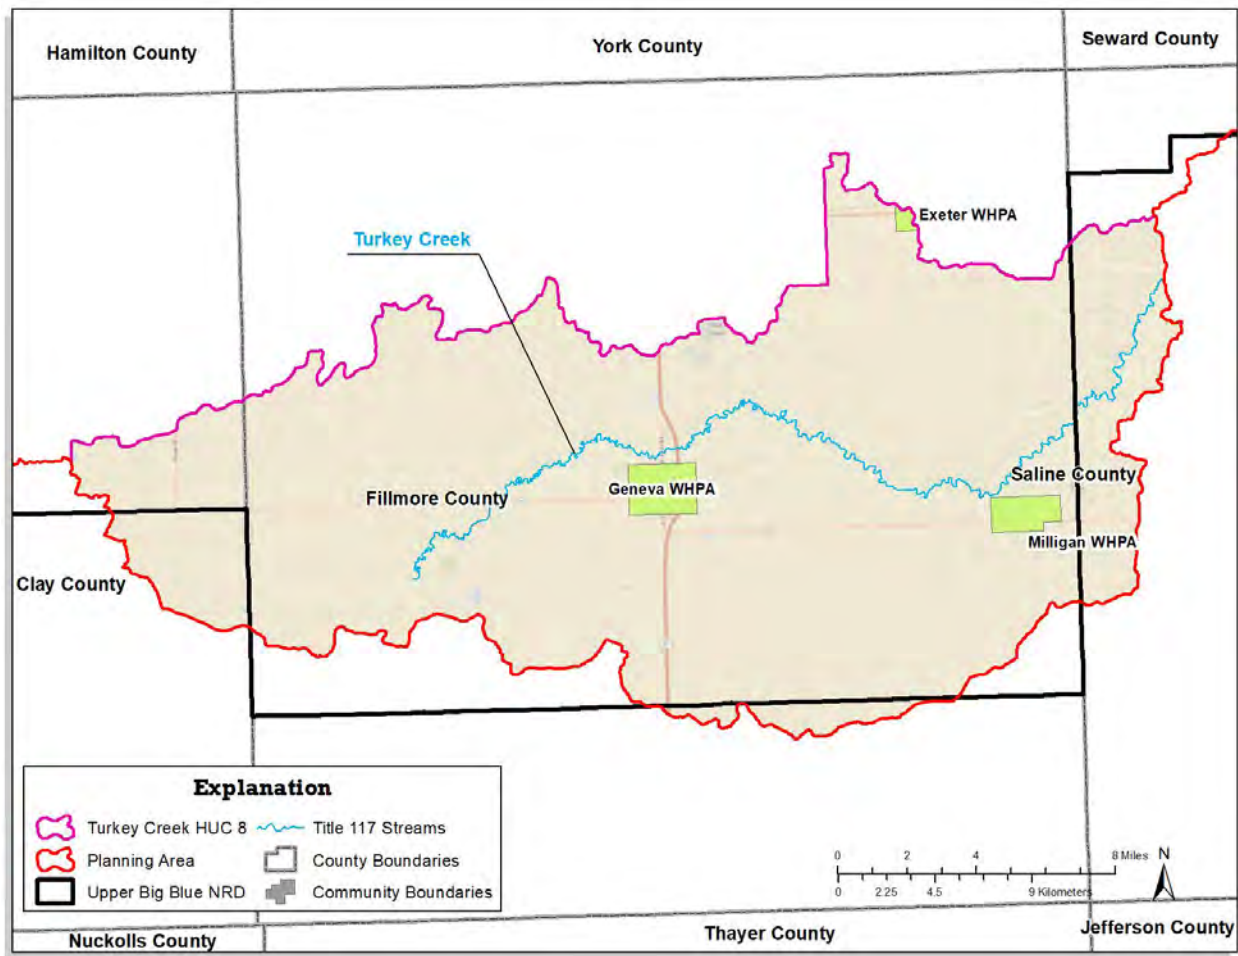 Hamilton County
York County
Seward County
Exeter WHPA
Turkey Creek
Saline County
Fillmore County
Geneva WHPA
Milligan WHPA
Clay County
Explanation
Turkey Creek HUC 8
Title 117 Streams
Planning Area
County Boundaries
Upper Big Blue NRD
Community Boundaries
0 2 4 8 Miles
N
0 2.25 4.5 9 Kilometers
Nuckolls County
Thayer County
Jefferson County